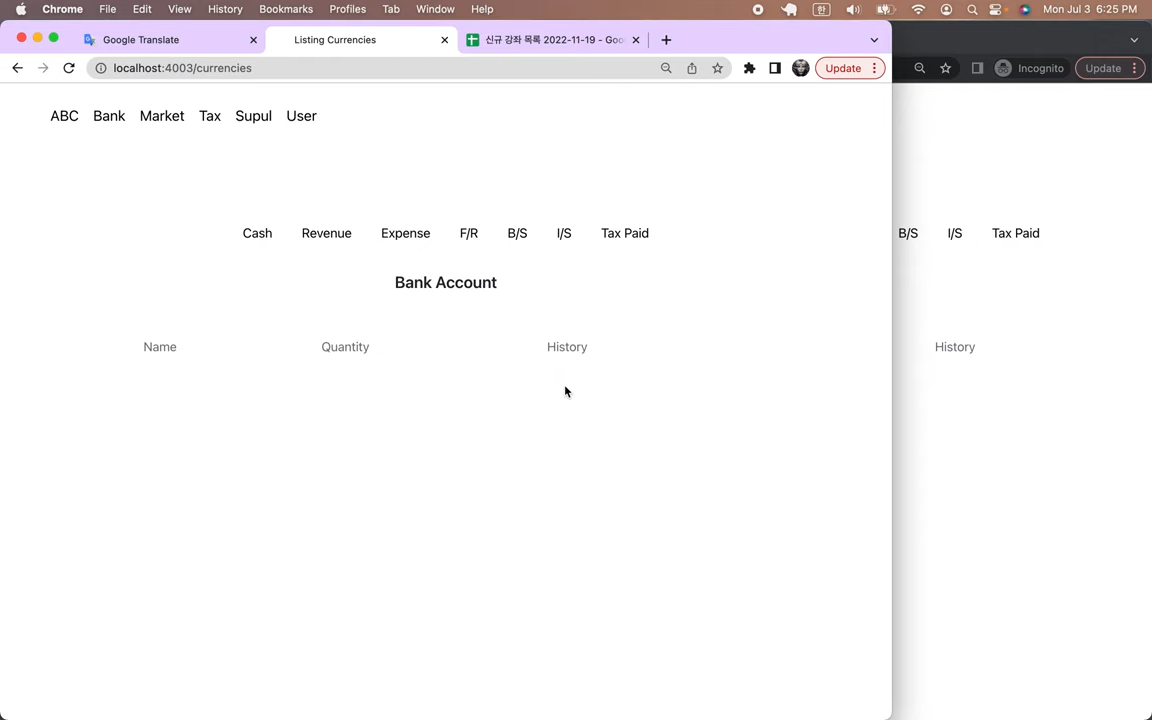 Chrome File Edit View History Bookmarks Profiles Tab Window Help 한 Mon Jul 3 6:25 PM
Google Translate Listing Currencies 신규 강좌 목록 2022-11-19 - Goo
localhost:4003/currencies Update Incognito Update
ABC Bank Market Tax Supul User
Cash Revenue Expense F/R B/S I/S Tax Paid B/S I/S Tax Paid
Bank Account
Name Quantity History History